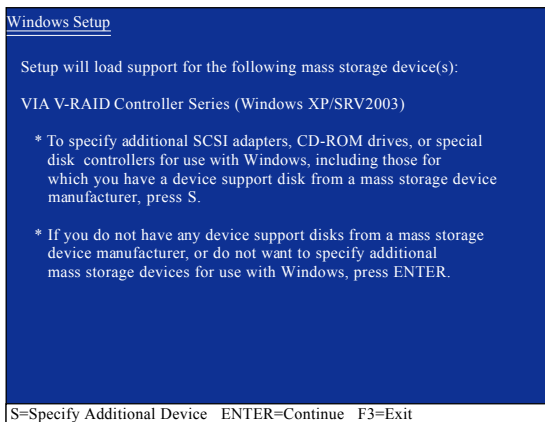 Windows Setup
Setup will load support for the following mass storage device(s):
VIA V-RAID Controller Series (Windows XP/SRV2003)
* To specify additional SCSI adapters, CD-ROM drives, or special
disk controllers for use with Windows, including those for
which you have a device support disk from a mass storage device
manufacturer, press S.
* If you do not have any device support disks from a mass storage
device manufacturer, or do not want to specify additional
mass storage devices for use with Windows, press ENTER.
S=Specify Additional Device ENTER=Continue F3=Exit